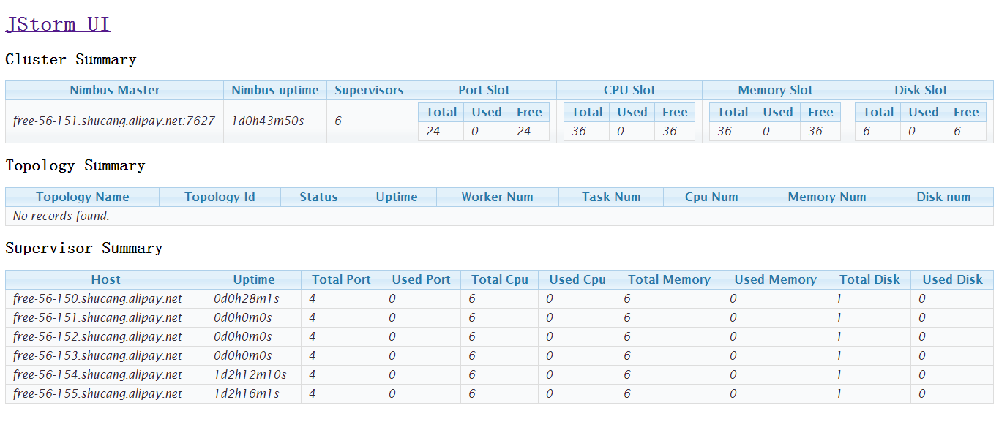 JStorm UI
Cluster Summary
Nimbus Master Nimbus uptime Supervisors Port Slot CPU Slot Memory Slot Disk Slot
Total Used Free Total Used Free Total Used Free Total Used Free
free-56-151.shucang.alipay.net:7627 1d0h43m50s 6 24 0 24 36 0 36 36 0 36 6 0 6
Topology Summary
Topology Name Topology Id Status Uptime Worker Num Task Num Cpu Num Memory Num Disk num
No records found.
Supervisor Summary
Host Uptime Total Port Used Port Total Cpu Used Cpu Total Memory Used Memory Total Disk Used Disk
free-56-150.shucang.alipay.net 0d0h28m1s 4 0 6 0 6 0 1 0
free-56-151.shucang.alipay.net 0d0h0m0s 4 0 6 0 6 0 1 0
free-56-152.shucang.alipay.net 0d0h0m0s 4 0 6 0 6 0 1 0
free-56-153.shucang.alipay.net 0d0h0m0s 4 0 6 0 6 0 1 0
free-56-154.shucang.alipay.net 1d2h12m10s 4 0 6 0 6 0 1 0
free-56-155.shucang.alipay.net 1d2h16m1s 4 0 6 0 6 0 1 0